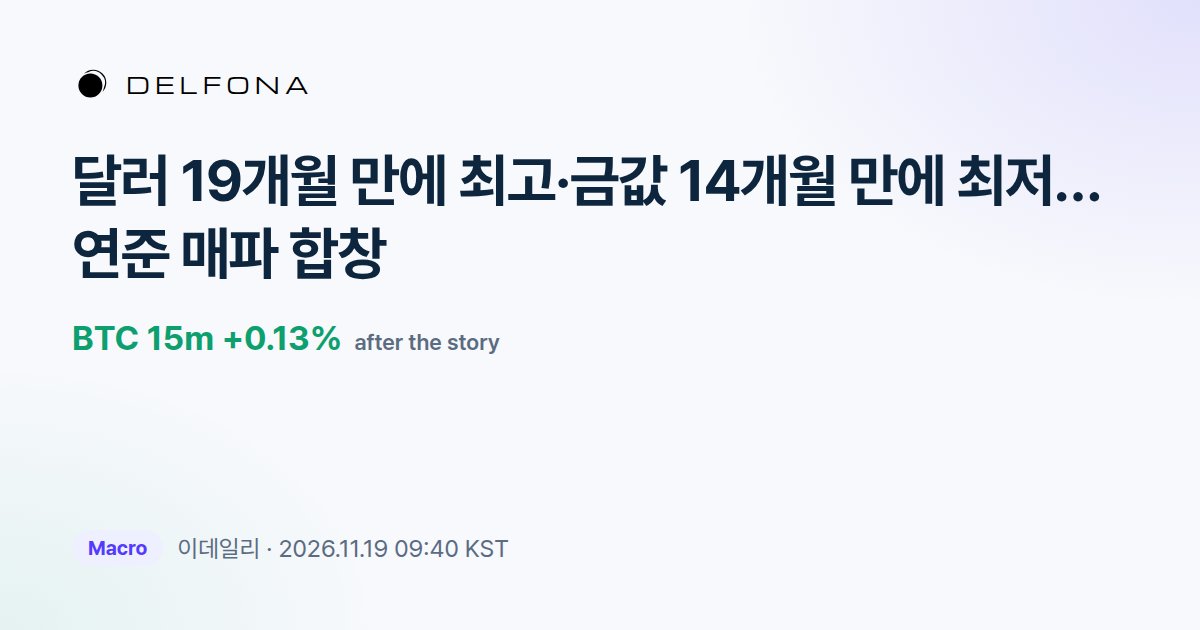 DELFONA
달러 19개월 만에 최고·금값 14개월 만에 최저...
연준 매파 합창
BTC 15m +0.13% after the story
Macro 이데일리 · 2026.11.19 09:40 KST